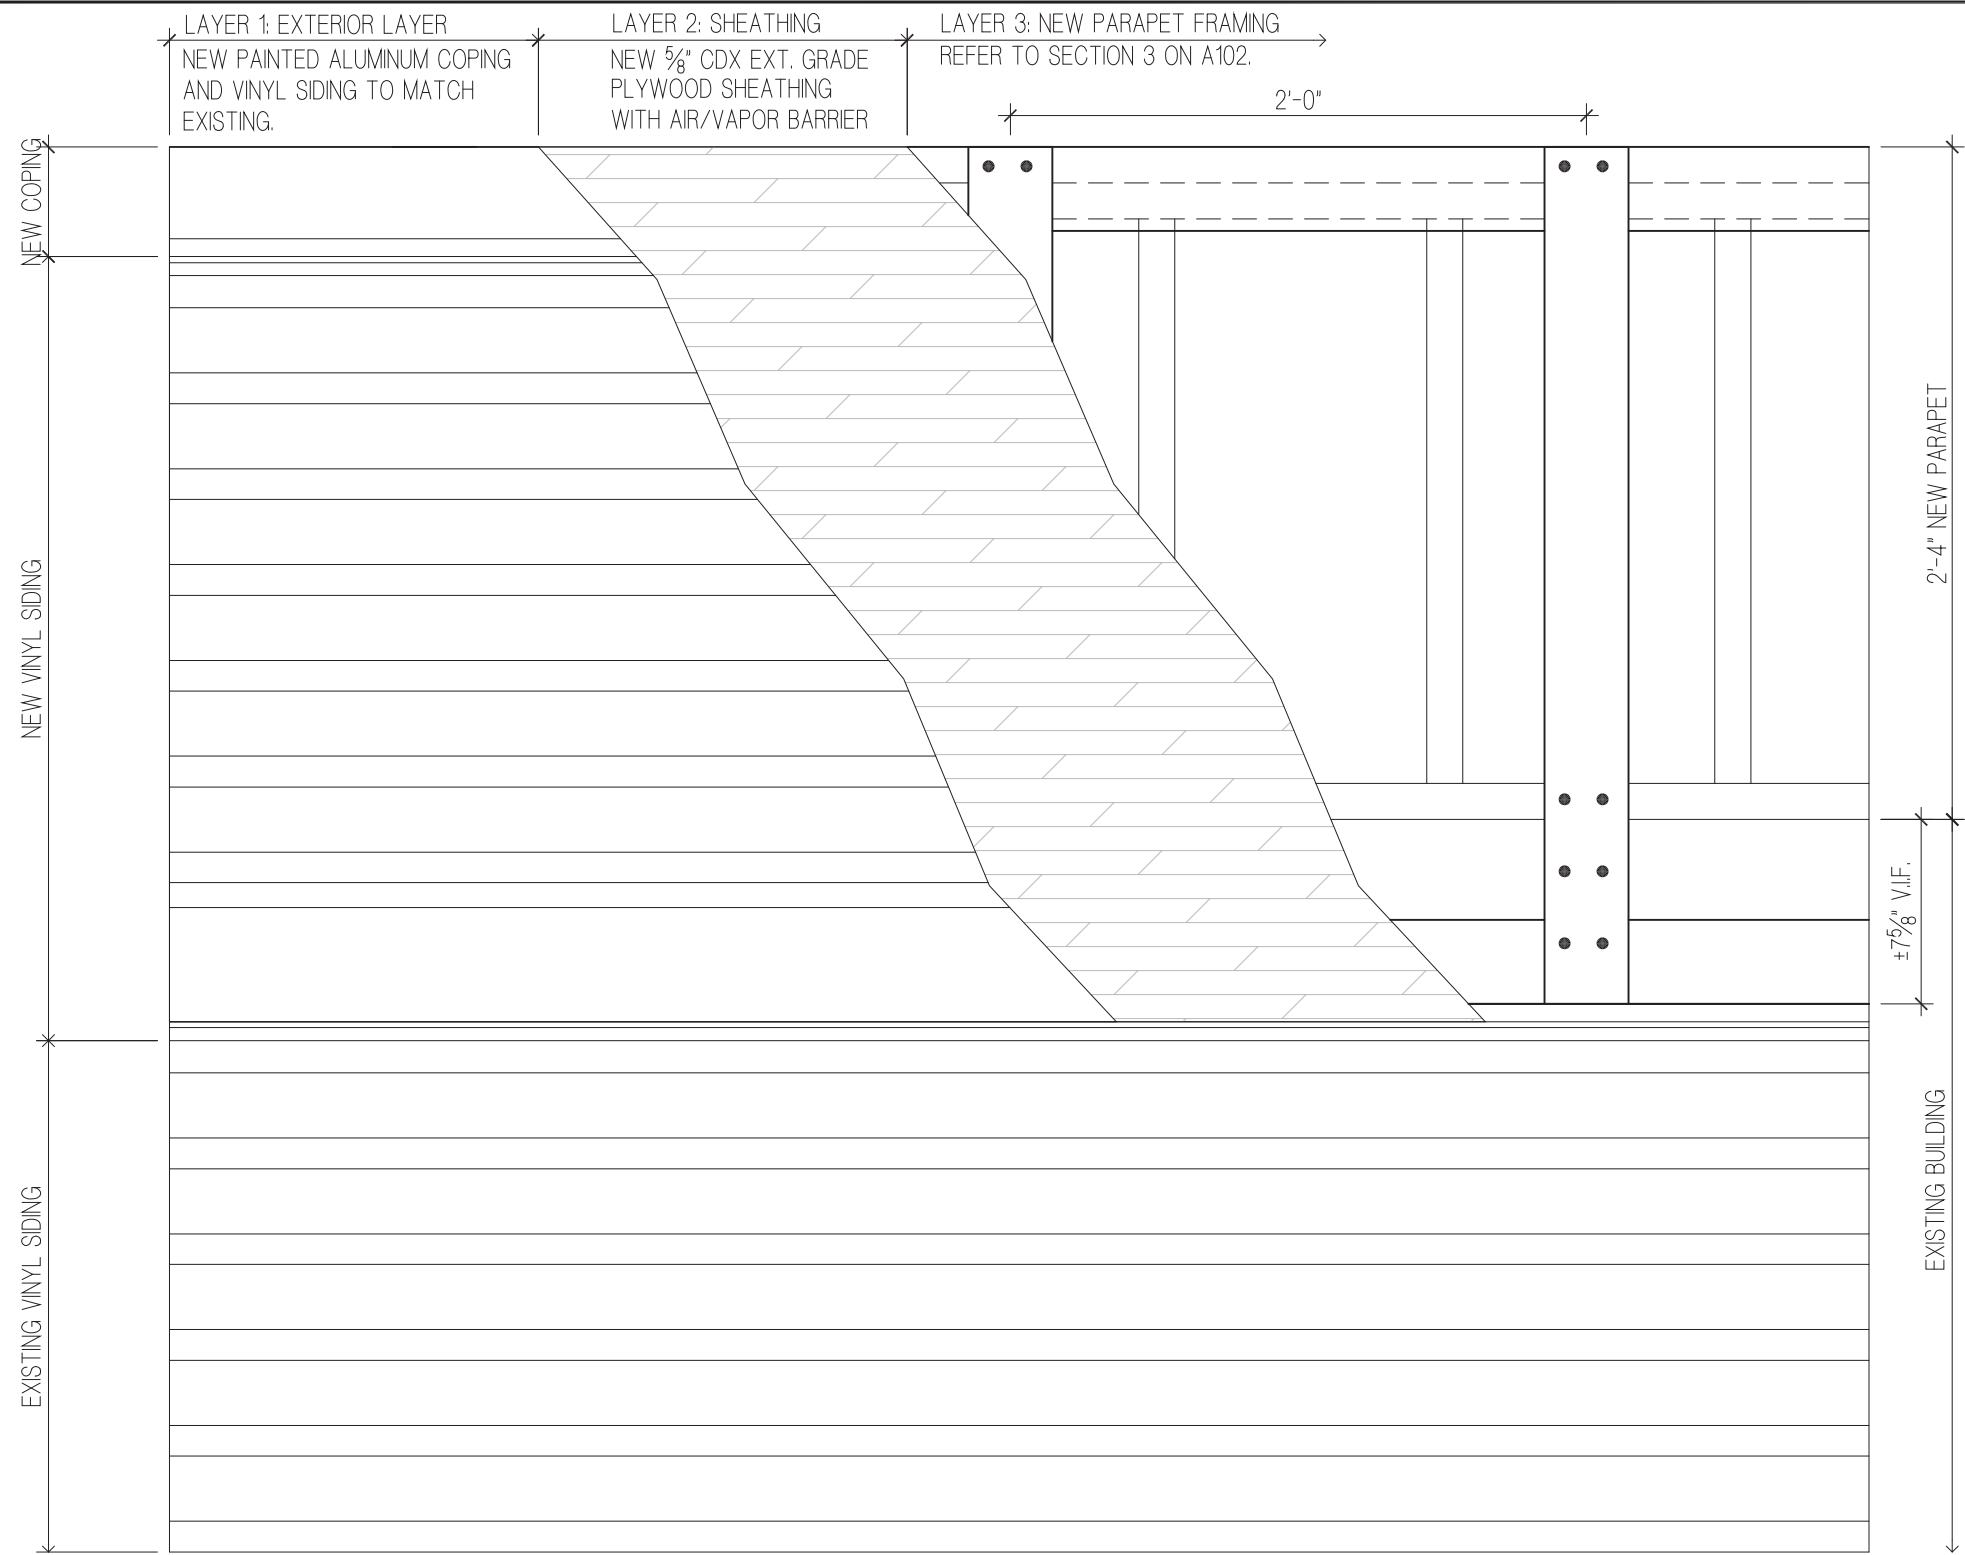 LAYER 1: EXTERIOR LAYER
NEW PAINTED ALUMINUM COPING
AND VINYL SIDING TO MATCH
EXISTING.
LAYER 2: SHEATHING
NEW 5/8" CDX EXT. GRADE
PLYWOOD SHEATHING
WITH AIR/VAPOR BARRIER
LAYER 3: NEW PARAPET FRAMING
REFER TO SECTION 3 ON A102.
2'-0"
NEW COPING
NEW VINYL SIDING
EXISTING VINYL SIDING
2'-4" NEW PARAPET
±7 5/8" V.I.F.
EXISTING BUILDING